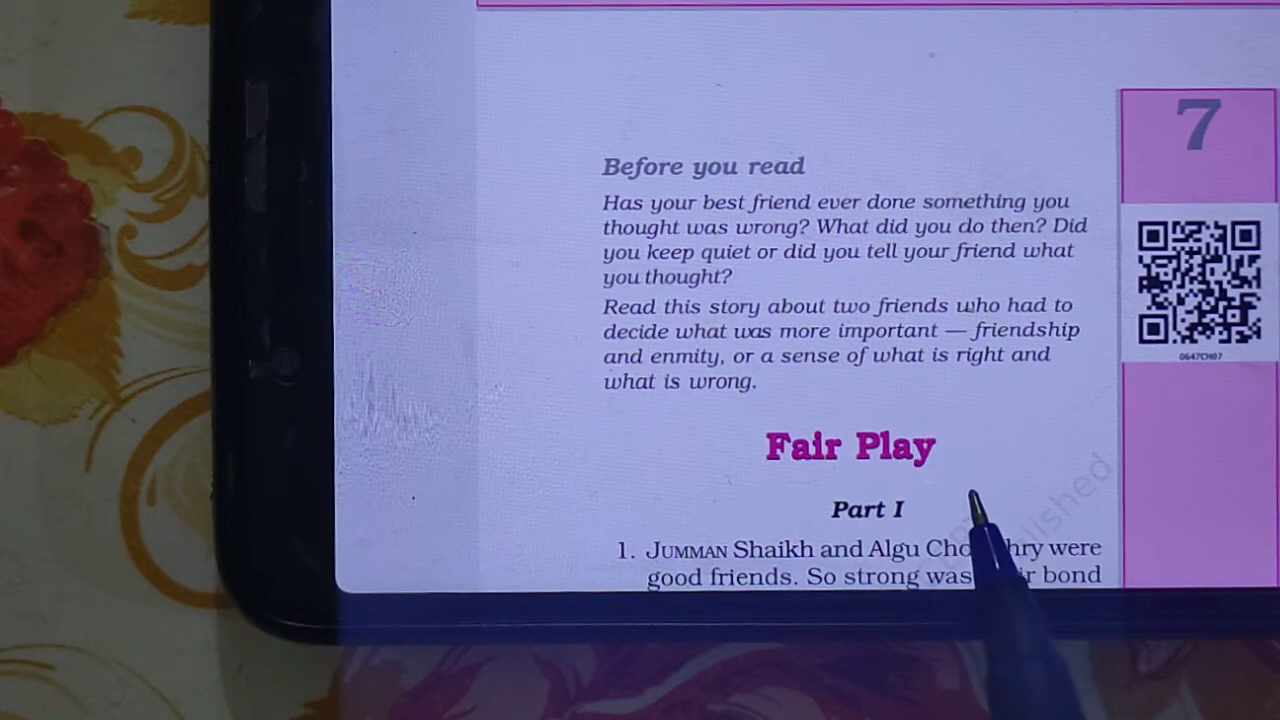 7
Before you read
Has your best friend ever done something you
thought was wrong? What did you do then? Did
you keep quiet or did you tell your friend what
you thought?
Read this story about two friends who had to
decide what was more important — friendship
and enmity, or a sense of what is right and
what is wrong.
0647CH07
Fair Play
Part I
1. JUMMAN Shaikh and Algu were
good friends. So strong was bond